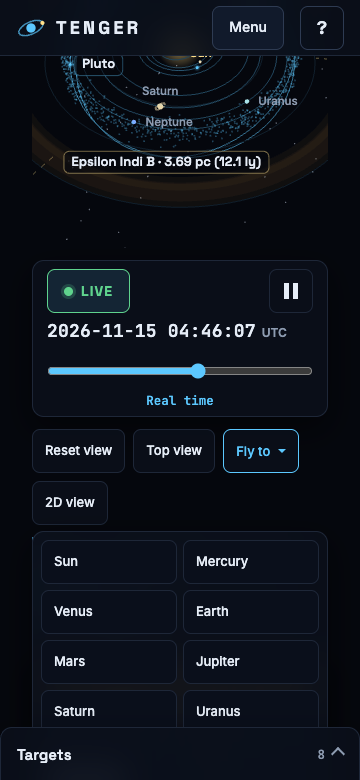 TENGER
Menu
?
Pluto
Saturn
Uranus
Neptune
Epsilon Indi B · 3.69 pc (12.1 ly)
LIVE
2026-11-15 04:46:07 UTC
Real time
Reset view
Top view
Fly to
2D view
Sun
Mercury
Venus
Earth
Mars
Jupiter
Saturn
Uranus
Targets
8